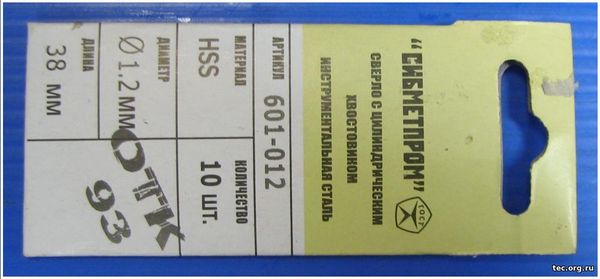 "СИБМЕТПРОМ"
СВЕРЛО С ЦИЛИНДРИЧЕСКИМ
ХВОСТОВИКОМ
ИНСТРУМЕНТАЛЬНАЯ СТАЛЬ
ГОСТ
АРТИКУЛ 601-012
МАТЕРИАЛ
HSS
КОЛИЧЕСТВО
10 ШТ.
ДИАМЕТР
Ø 1.2 ММ
ДЛИНА
38 ММ
ОТК
93
tec.org.ru